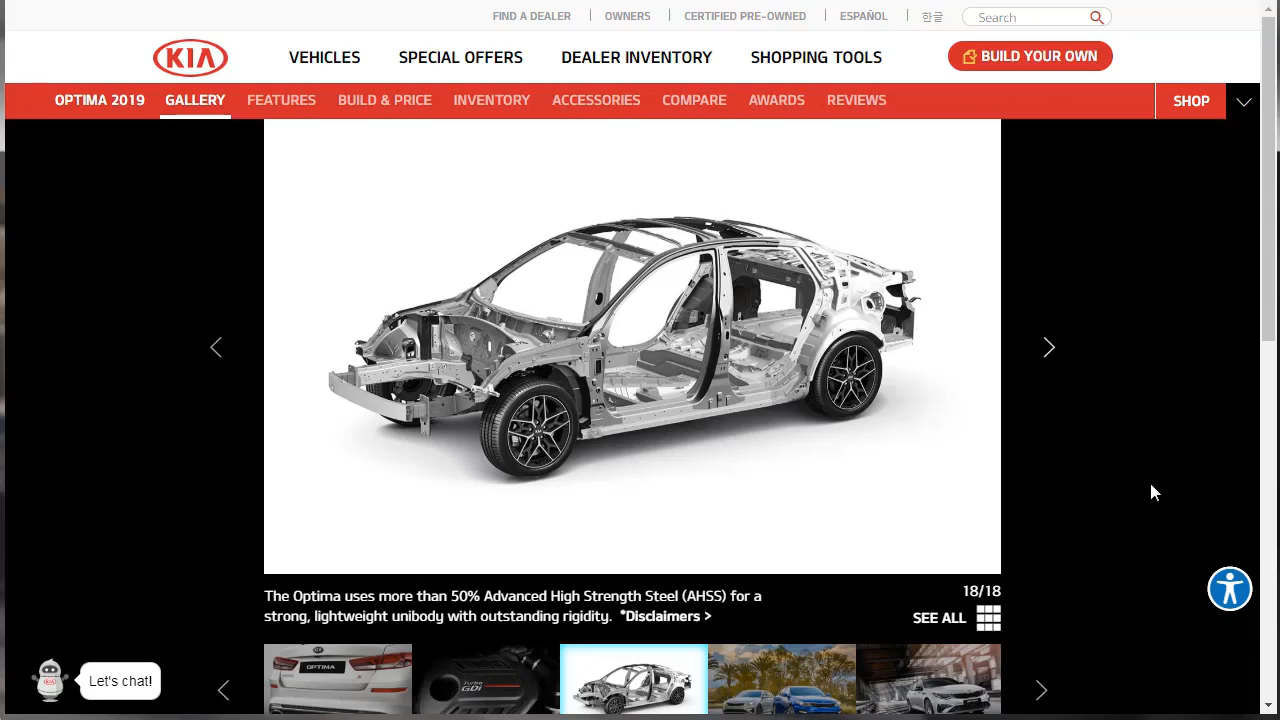 FIND A DEALER
OWNERS
CERTIFIED PRE-OWNED
ESPAÑOL
한글
Search
KIA
VEHICLES
SPECIAL OFFERS
DEALER INVENTORY
SHOPPING TOOLS
BUILD YOUR OWN
OPTIMA 2019
GALLERY
FEATURES
BUILD & PRICE
INVENTORY
ACCESSORIES
COMPARE
AWARDS
REVIEWS
SHOP
The Optima uses more than 50% Advanced High Strength Steel (AHSS) for a
strong, lightweight unibody with outstanding rigidity. *Disclaimers >
18/18
SEE ALL
OPTIMA
Turbo
GDi
Let's chat!